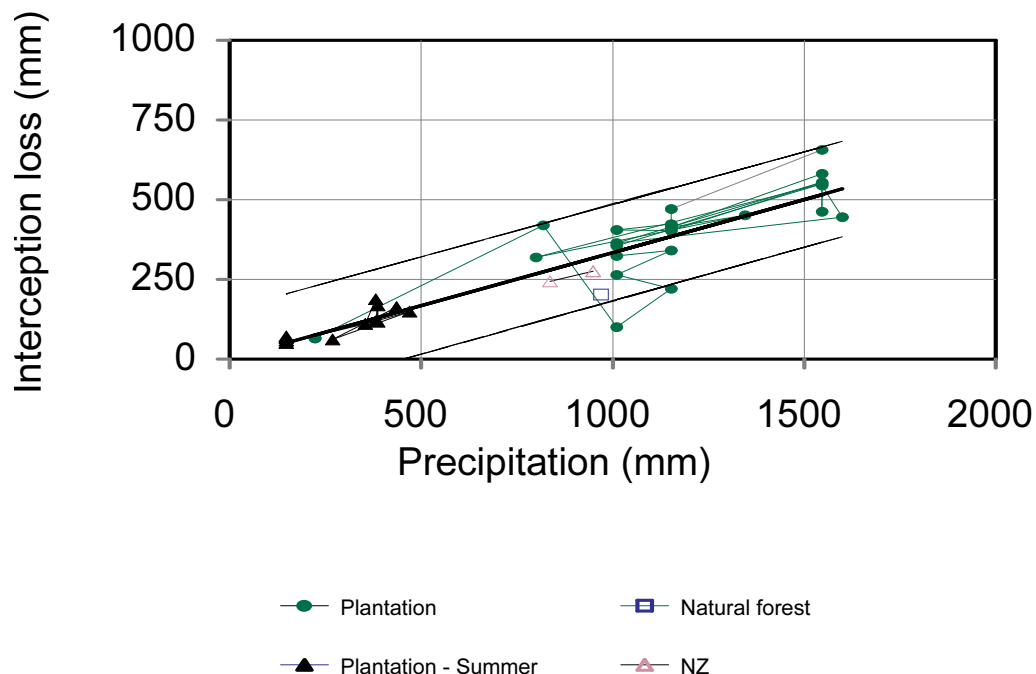 Interception loss (mm)
1000
750
500
250
0
0 500 1000 1500 2000
Precipitation (mm)
Plantation
Natural forest
Plantation - Summer
NZ